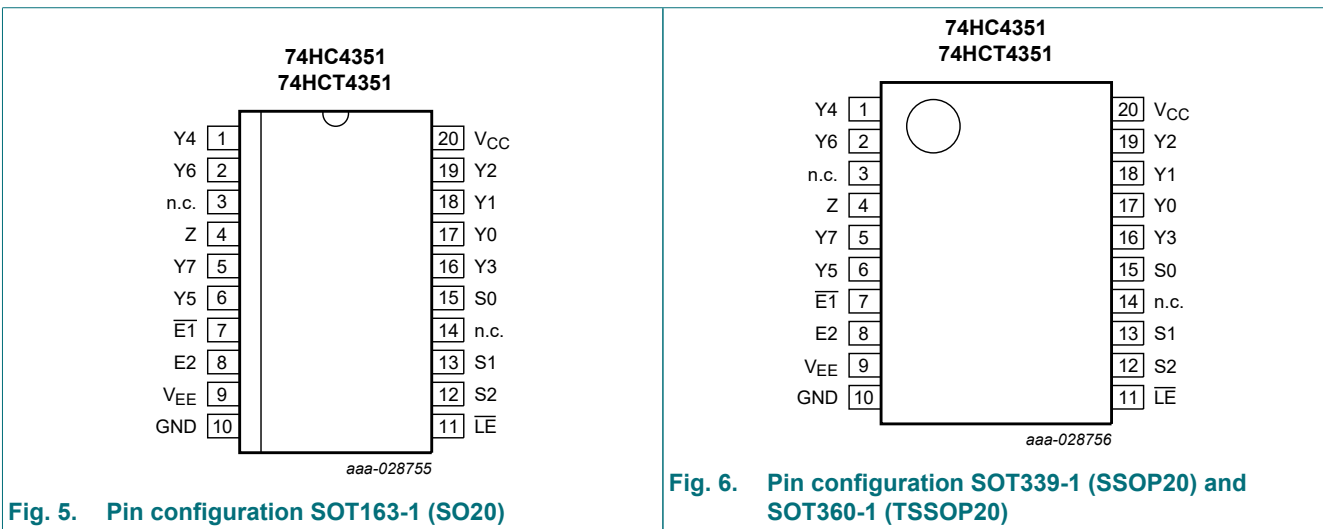 74HC4351
74HCT4351
Y4 1 20 VCC
Y6 2 19 Y2
n.c. 3 18 Y1
Z 4 17 Y0
Y7 5 16 Y3
Y5 6 15 S0
E1 7 14 n.c.
E2 8 13 S1
VEE 9 12 S2
GND 10 11 LE
aaa-028755
Fig. 5. Pin configuration SOT163-1 (SO20)
74HC4351
74HCT4351
Y4 1 20 VCC
Y6 2 19 Y2
n.c. 3 18 Y1
Z 4 17 Y0
Y7 5 16 Y3
Y5 6 15 S0
E1 7 14 n.c.
E2 8 13 S1
VEE 9 12 S2
GND 10 11 LE
aaa-028756
Fig. 6. Pin configuration SOT339-1 (SSOP20) and
SOT360-1 (TSSOP20)